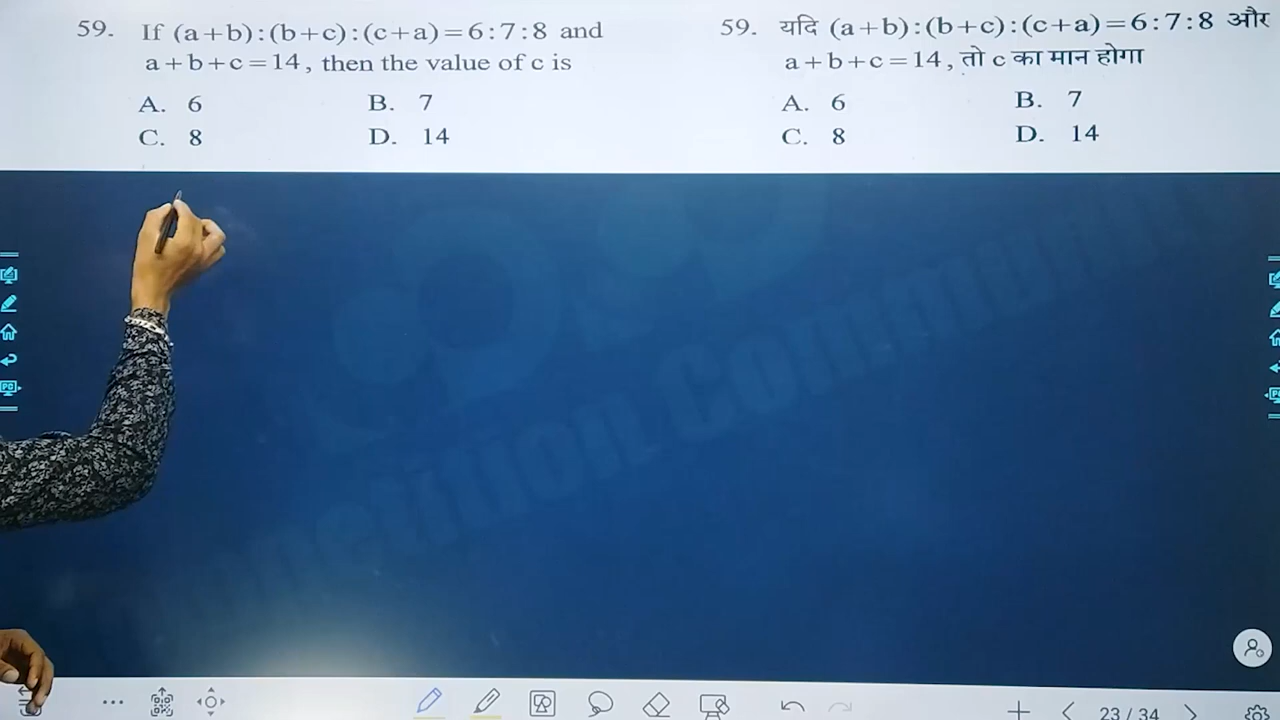 59. If (a+b):(b+c):(c+a)=6:7:8 and
a+b+c=14, then the value of c is
A. 6 B. 7
C. 8 D. 14
59. यदि (a+b):(b+c):(c+a)=6:7:8 और
a+b+c=14, तो c का मान होगा
A. 6 B. 7
C. 8 D. 14
23 / 34